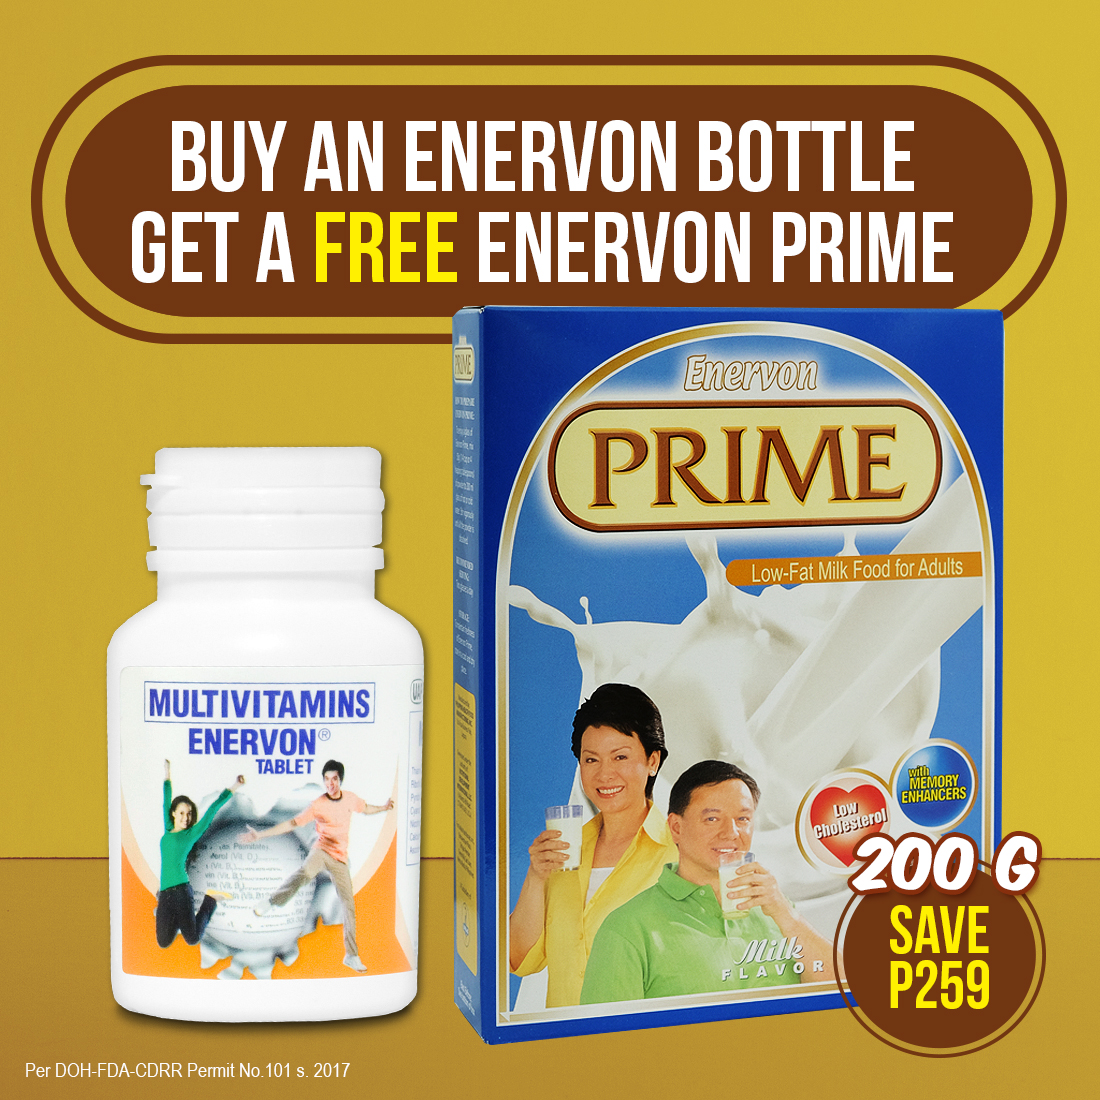 BUY AN ENERVON BOTTLE
GET A FREE ENERVON PRIME
PRIME
Enervon
PRIME
Low-Fat Milk Food for Adults
MULTIVITAMINS
ENERVON®
TABLET
with
MEMORY
ENHANCERS
Low
Cholesterol
200 G
SAVE
P259
Milk
FLAVOR
Per DOH-FDA-CDRR Permit No.101 s. 2017